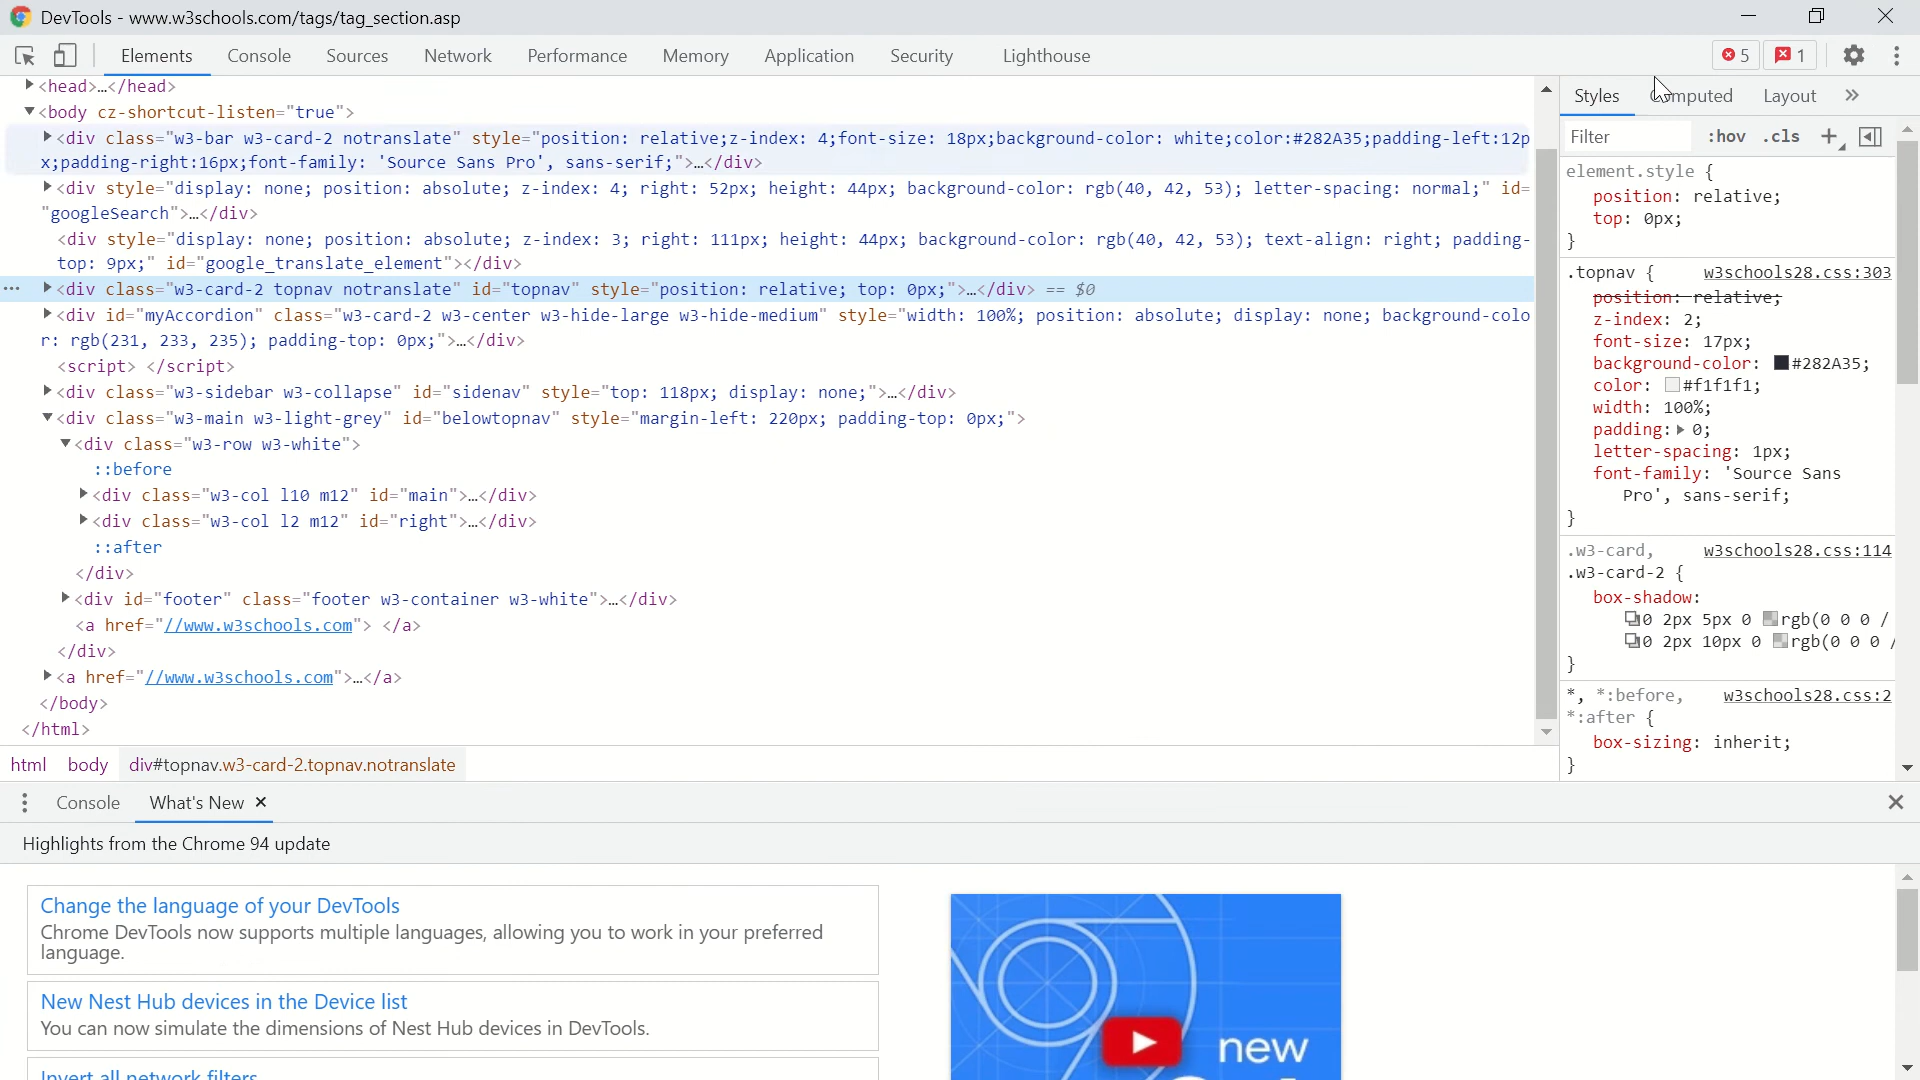 DevTools - www.w3schools.com/tags/tag_section.asp
Elements Console Sources Network Performance Memory Application Security Lighthouse 5 1
<head>…</head>
<body cz-shortcut-listen="true">
<div class="w3-bar w3-card-2 notranslate" style="position: relative;z-index: 4;font-size: 18px;background-color: white;color:#282A35;padding-left:12p
x;padding-right:16px;font-family: 'Source Sans Pro', sans-serif;">…</div>
<div style="display: none; position: absolute; z-index: 4; right: 52px; height: 44px; background-color: rgb(40, 42, 53); letter-spacing: normal;" id=
"googleSearch">…</div>
<div style="display: none; position: absolute; z-index: 3; right: 111px; height: 44px; background-color: rgb(40, 42, 53); text-align: right; padding-
top: 9px;" id="google_translate_element"></div>
<div class="w3-card-2 topnav notranslate" id="topnav" style="position: relative; top: 0px;">…</div> == $0
<div id="myAccordion" class="w3-card-2 w3-center w3-hide-large w3-hide-medium" style="width: 100%; position: absolute; display: none; background-colo
r: rgb(231, 233, 235); padding-top: 0px;">…</div>
<script> </script>
<div class="w3-sidebar w3-collapse" id="sidenav" style="top: 118px; display: none;">…</div>
<div class="w3-main w3-light-grey" id="belowtopnav" style="margin-left: 220px; padding-top: 0px;">
<div class="w3-row w3-white">
::before
<div class="w3-col l10 m12" id="main">…</div>
<div class="w3-col l2 m12" id="right">…</div>
::after
</div>
<div id="footer" class="footer w3-container w3-white">…</div>
<a href="//www.w3schools.com"> </a>
</div>
<a href="//www.w3schools.com">…</a>
</body>
</html>
html body div#topnav.w3-card-2.topnav.notranslate
Styles Computed Layout »
Filter :hov .cls +
element.style {
position: relative;
top: 0px;
}
.topnav { w3schools28.css:303
position: relative;
z-index: 2;
font-size: 17px;
background-color: #282A35;
color: #f1f1f1;
width: 100%;
padding: 0;
letter-spacing: 1px;
font-family: 'Source Sans
Pro', sans-serif;
}
.w3-card, w3schools28.css:114
.w3-card-2 {
box-shadow:
0 2px 5px 0 rgb(0 0 0 /
0 2px 10px 0 rgb(0 0 0 /
}
*, *:before, w3schools28.css:2
*:after {
box-sizing: inherit;
}
Console What's New
Highlights from the Chrome 94 update
Change the language of your DevTools
Chrome DevTools now supports multiple languages, allowing you to work in your preferred
language.
New Nest Hub devices in the Device list
You can now simulate the dimensions of Nest Hub devices in DevTools.
Invert all network filters
new